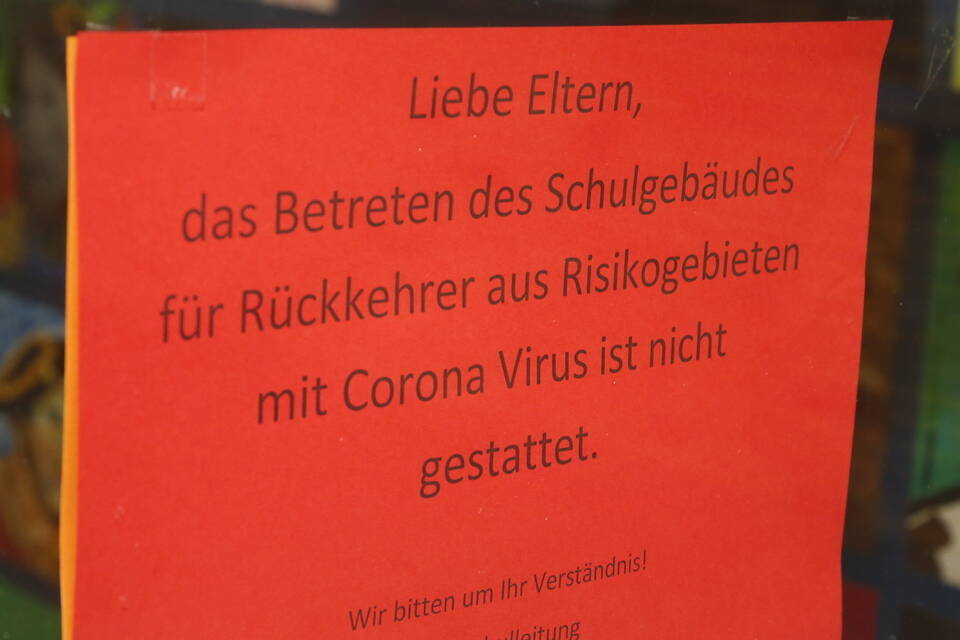 Liebe Eltern,
das Betreten des Schulgebäudes
für Rückkehrer aus Risikogebieten
mit Corona Virus ist nicht
gestattet.
Wir bitten um Ihr Verständnis!